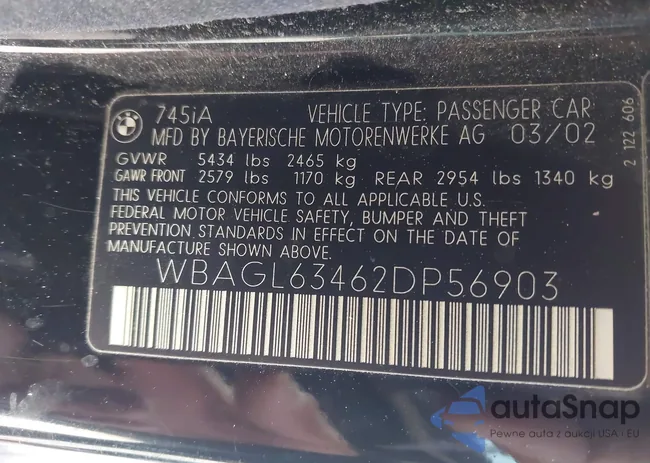 745iA VEHICLE TYPE: PASSENGER CAR
MFD BY BAYERISCHE MOTORENWERKE AG 03/02
GVWR 5434 lbs 2465 kg
GAWR FRONT 2579 lbs 1170 kg REAR 2954 lbs 1340 kg
THIS VEHICLE CONFORMS TO ALL APPLICABLE U.S.
FEDERAL MOTOR VEHICLE SAFETY, BUMPER AND THEFT
PREVENTION STANDARDS IN EFFECT ON THE DATE OF
MANUFACTURE SHOWN ABOVE.
WBAGL63462DP56903
2 122 606
autaSnap
Pewne auta z aukcji USA · EU